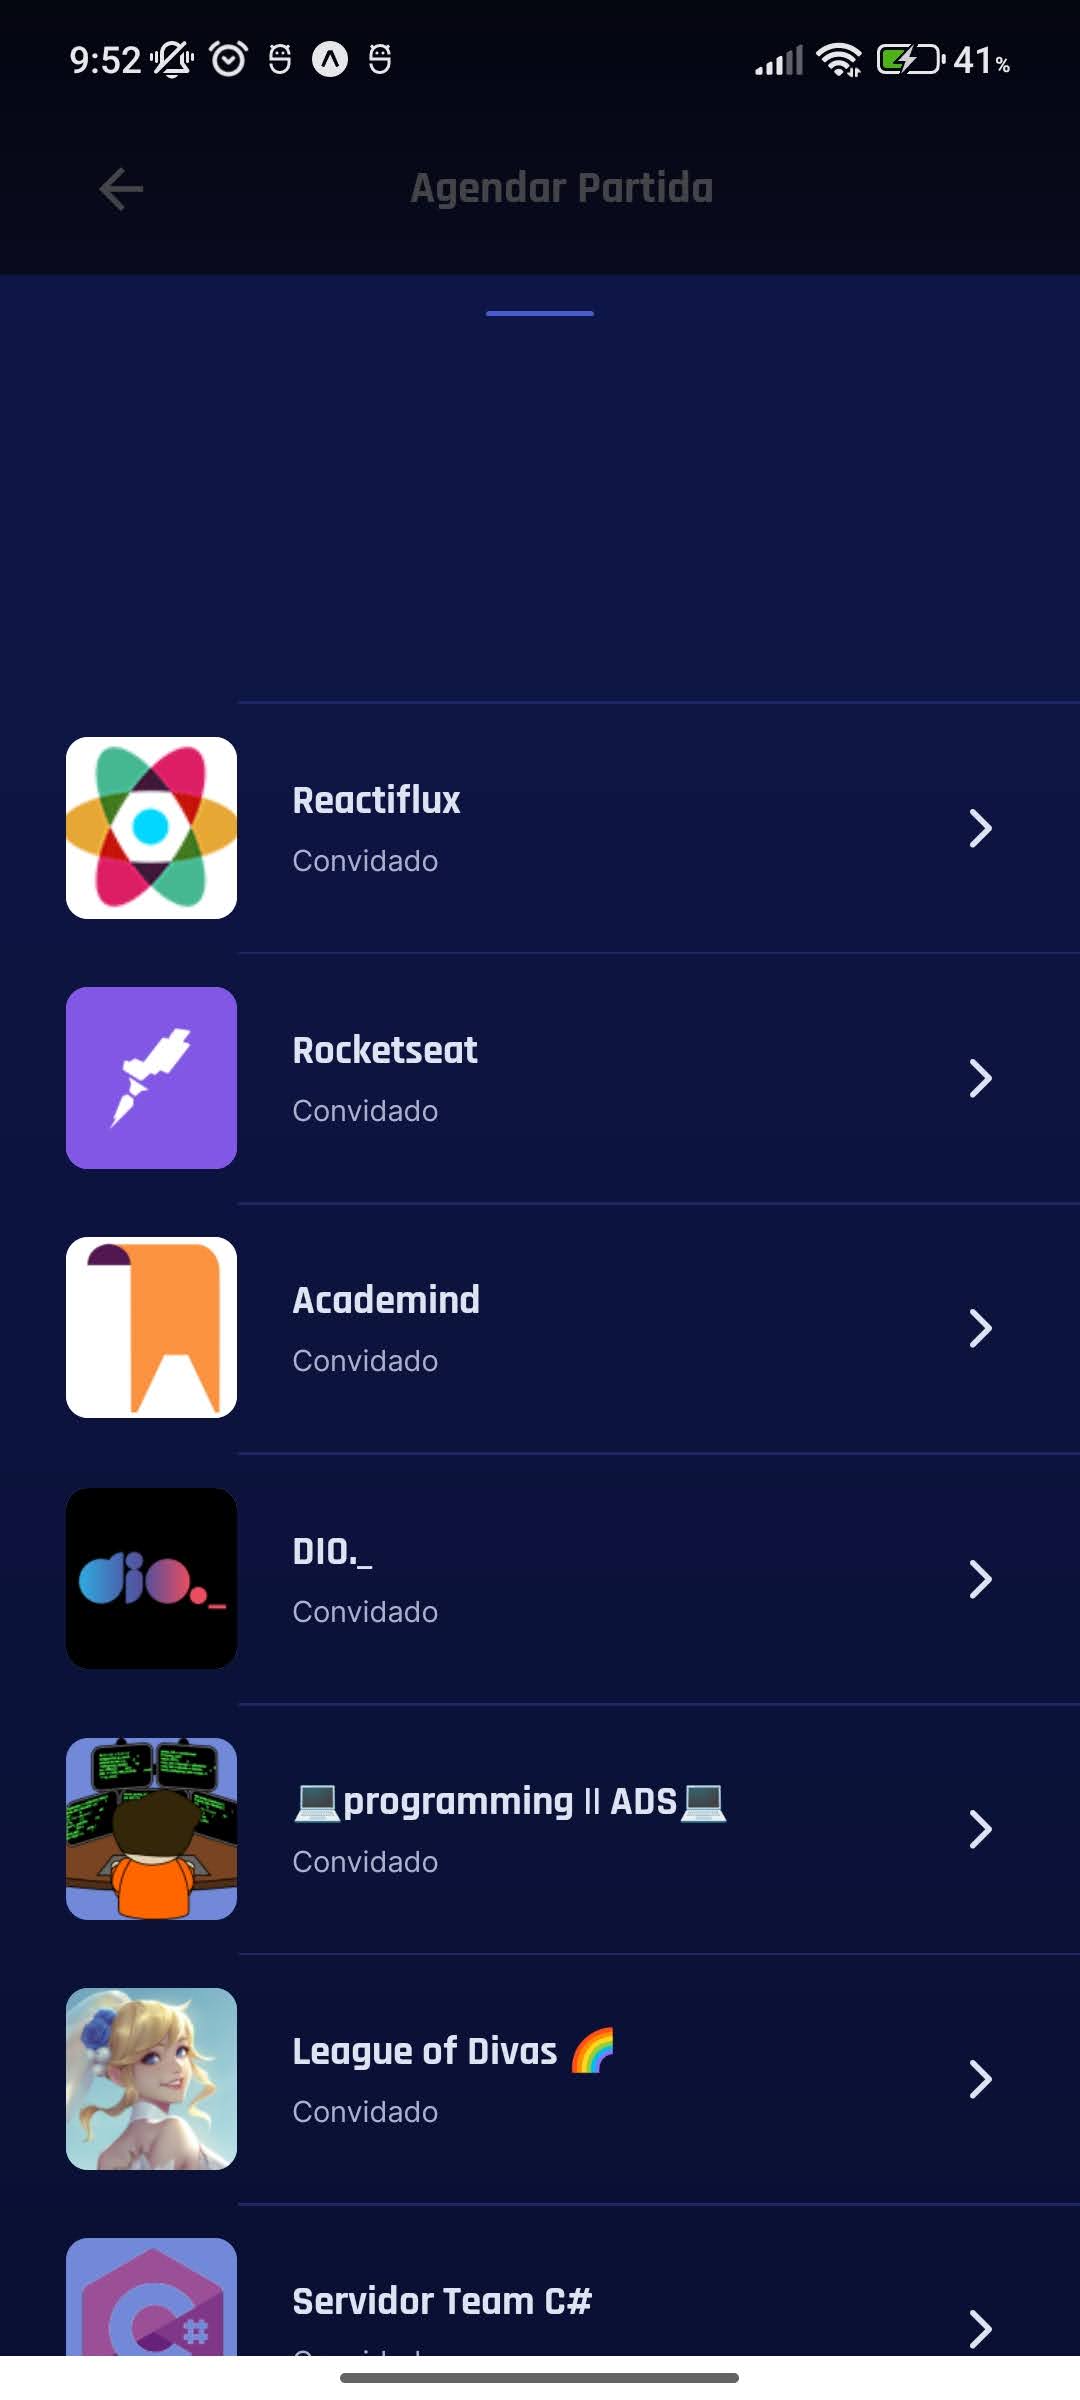 9:52
41%
Agendar Partida
Reactiflux
Convidado
Rocketseat
Convidado
Academind
Convidado
dio._
DIO._
Convidado
💻programming || ADS💻
Convidado
League of Divas 🌈
Convidado
C#
Servidor Team C#